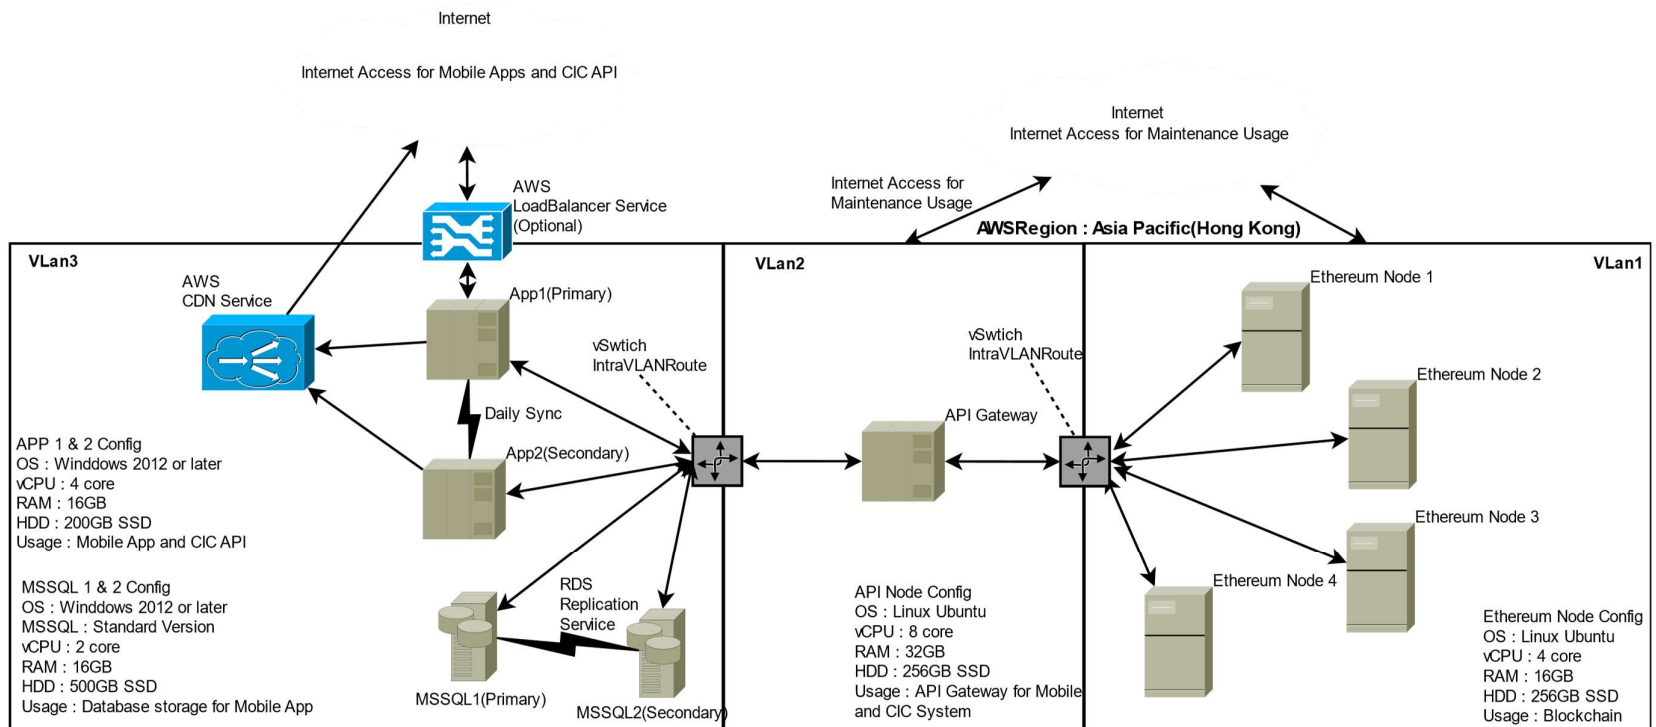 Internet
Internet Access for Mobile Apps and CIC API
Internet
Internet Access for Maintenance Usage
Internet Access for
Maintenance Usage
AWS
LoadBalancer Service
(Optional)
AWSRegion : Asia Pacific(Hong Kong)
VLan3
VLan2
VLan1
AWS
CDN Service
App1(Primary)
vSwtich
IntraVLANRoute
Daily Sync
App2(Secondary)
APP 1 & 2 Config
OS : Winddows 2012 or later
vCPU : 4 core
RAM : 16GB
HDD : 200GB SSD
Usage : Mobile App and CIC API
MSSQL 1 & 2 Config
OS : Winddows 2012 or later
MSSQL : Standard Version
vCPU : 2 core
RAM : 16GB
HDD : 500GB SSD
Usage : Database storage for Mobile App
RDS
Replication
Service
MSSQL1(Primary)
MSSQL2(Secondary)
vSwtich
IntraVLANRoute
API Gateway
API Node Config
OS : Linux Ubuntu
vCPU : 8 core
RAM : 32GB
HDD : 256GB SSD
Usage : API Gateway for Mobile
and CIC System
Ethereum Node 1
Ethereum Node 2
Ethereum Node 3
Ethereum Node 4
Ethereum Node Config
OS : Linux Ubuntu
vCPU : 4 core
RAM : 16GB
HDD : 256GB SSD
Usage : Blockchain